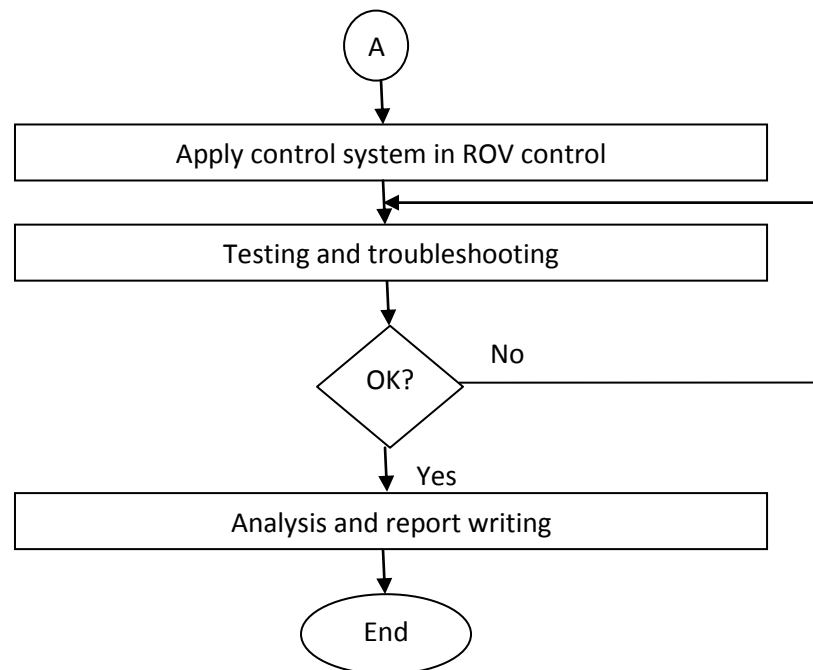 A
Apply control system in ROV control
Testing and troubleshooting
OK?
No
Yes
Analysis and report writing
End